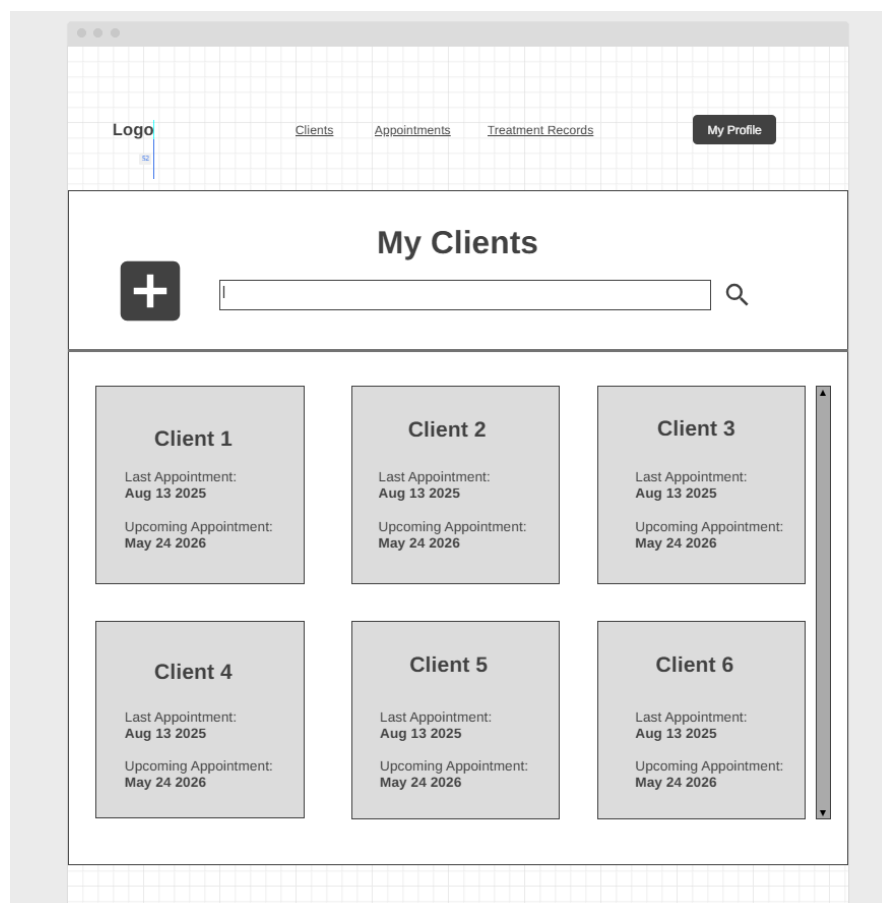 Logo
Clients Appointments Treatment Records
My Profile
52
My Clients
Client 1
Last Appointment:
Aug 13 2025
Upcoming Appointment:
May 24 2026
Client 2
Last Appointment:
Aug 13 2025
Upcoming Appointment:
May 24 2026
Client 3
Last Appointment:
Aug 13 2025
Upcoming Appointment:
May 24 2026
Client 4
Last Appointment:
Aug 13 2025
Upcoming Appointment:
May 24 2026
Client 5
Last Appointment:
Aug 13 2025
Upcoming Appointment:
May 24 2026
Client 6
Last Appointment:
Aug 13 2025
Upcoming Appointment:
May 24 2026